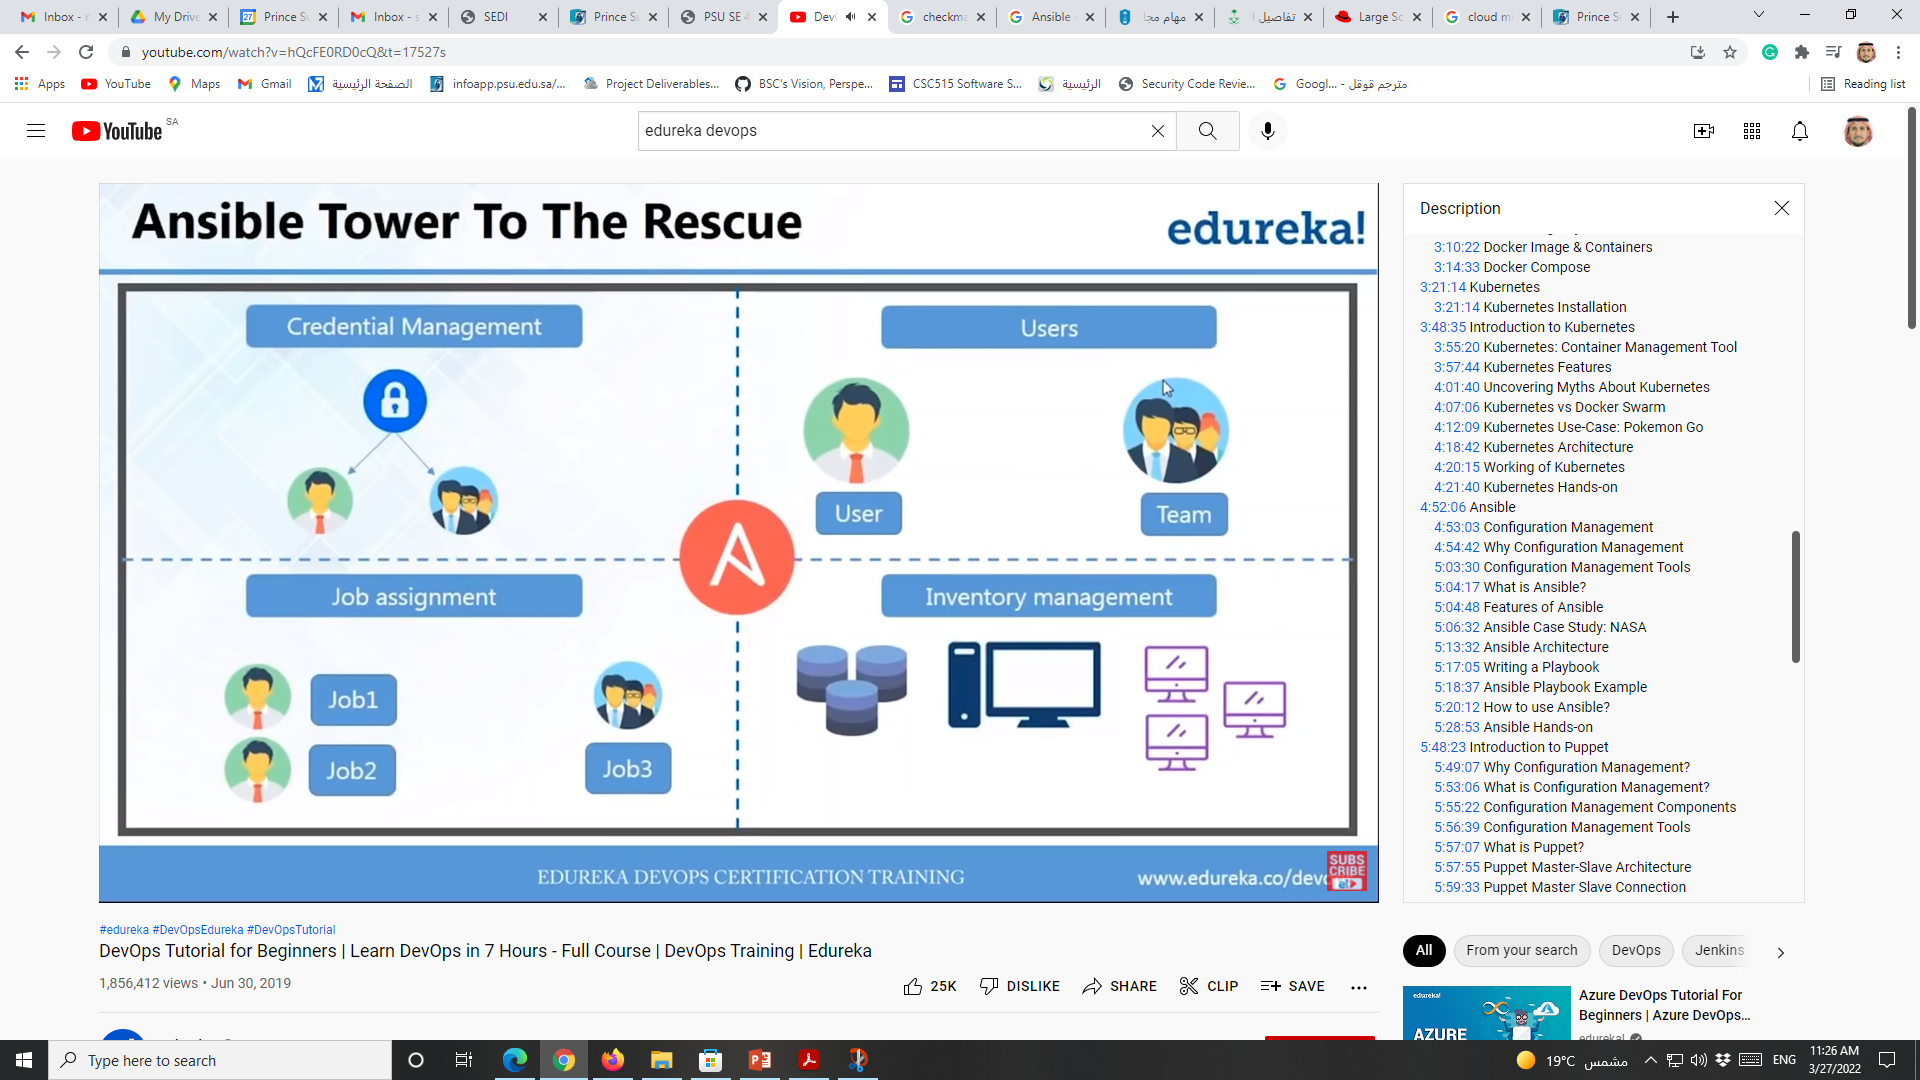 Inbox - r
My Drive
Prince Su
Inbox - s
SEDI
Prince Su
PSU SE 4
Dev
checkma
Ansible -
مهام مجا
تفاصيل ا
Large Sc
cloud mi
Prince S
youtube.com/watch?v=hQcFE0RD0cQ&t=17527s
Apps
YouTube
Maps
Gmail
الصفحة الرئيسية
infoapp.psu.edu.sa/...
Project Deliverables...
BSC's Vision, Perspe...
CSC515 Software S...
الرئيسية
Security Code Revie...
مترجم قوقل - Googl...
Reading list
YouTube SA
edureka devops
Ansible Tower To The Rescue
edureka!
Credential Management
Users
User
Team
Job assignment
Inventory management
Job1
Job2
Job3
EDUREKA DEVOPS CERTIFICATION TRAINING
www.edureka.co/devo
SUBSCRIBE
Description
3:10:22 Docker Image & Containers
3:14:33 Docker Compose
3:21:14 Kubernetes
3:21:14 Kubernetes Installation
3:48:35 Introduction to Kubernetes
3:55:20 Kubernetes: Container Management Tool
3:57:44 Kubernetes Features
4:01:40 Uncovering Myths About Kubernetes
4:07:06 Kubernetes vs Docker Swarm
4:12:09 Kubernetes Use-Case: Pokemon Go
4:18:42 Kubernetes Architecture
4:20:15 Working of Kubernetes
4:21:40 Kubernetes Hands-on
4:52:06 Ansible
4:53:03 Configuration Management
4:54:42 Why Configuration Management
5:03:30 Configuration Management Tools
5:04:17 What is Ansible?
5:04:48 Features of Ansible
5:06:32 Ansible Case Study: NASA
5:13:32 Ansible Architecture
5:17:05 Writing a Playbook
5:18:37 Ansible Playbook Example
5:20:12 How to use Ansible?
5:28:53 Ansible Hands-on
5:48:23 Introduction to Puppet
5:49:07 Why Configuration Management?
5:53:06 What is Configuration Management?
5:55:22 Configuration Management Components
5:56:39 Configuration Management Tools
5:57:07 What is Puppet?
5:57:55 Puppet Master-Slave Architecture
5:59:33 Puppet Master Slave Connection
#edureka #DevOpsEdureka #DevOpsTutorial
DevOps Tutorial for Beginners | Learn DevOps in 7 Hours - Full Course | DevOps Training | Edureka
1,856,412 views • Jun 30, 2019
25K
DISLIKE
SHARE
CLIP
SAVE
All
From your search
DevOps
Jenkins
edureka!
AZURE
Azure DevOps Tutorial For
Beginners | Azure DevOps...
edureka!
Type here to search
19°C مشمس
ENG
11:26 AM
3/27/2022